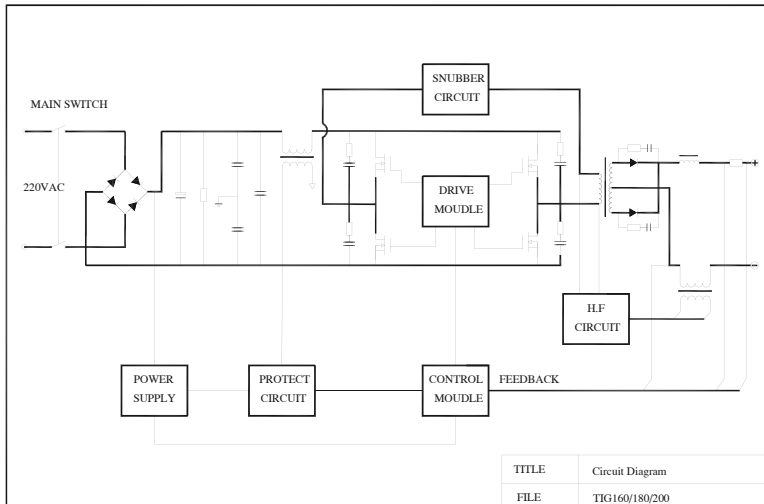 SNUBBER
CIRCUIT
MAIN SWITCH
220VAC
DRIVE
MOUDLE
H.F
CIRCUIT
POWER
SUPPLY
PROTECT
CIRCUIT
CONTROL
MOUDLE
FEEDBACK
TITLE Circuit Diagram
FILE TIG160/180/200